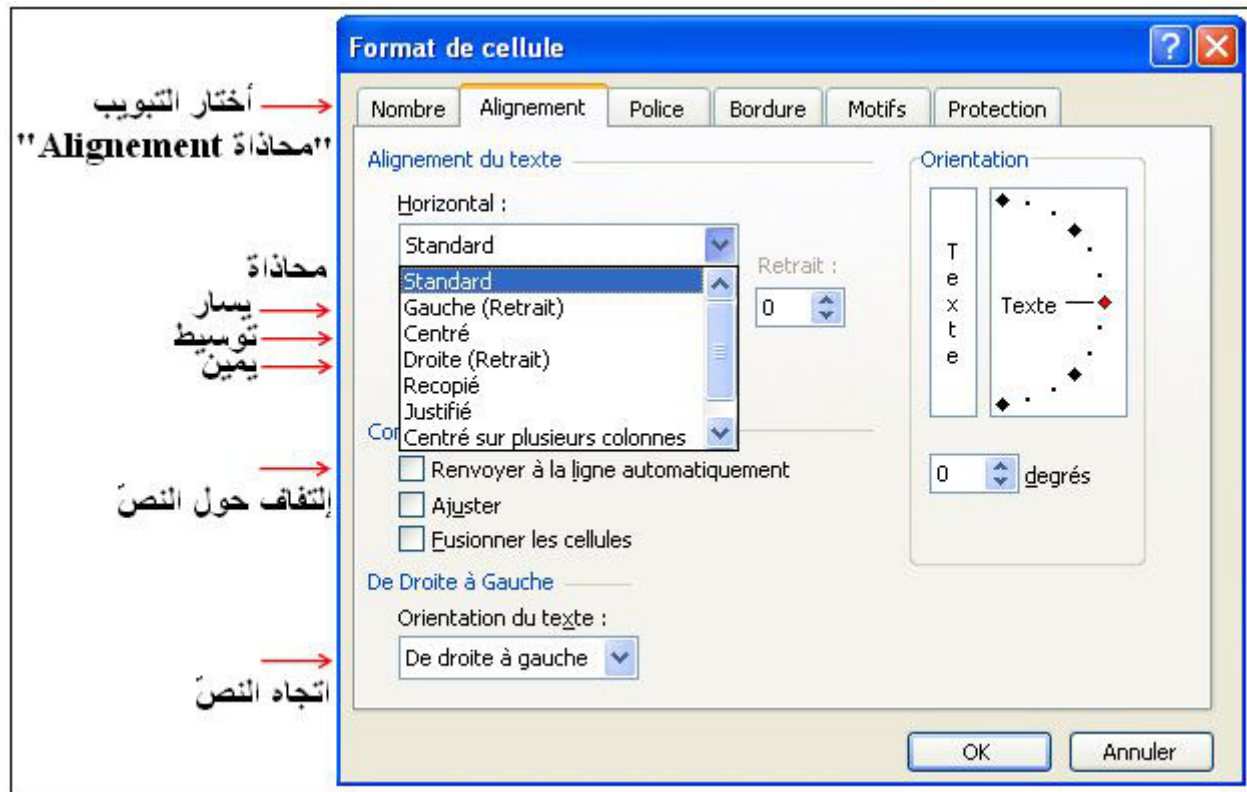 Format de cellule
أختار التبويب
"محاذاة Alignement"
Nombre Alignement Police Bordure Motifs Protection
Alignement du texte
Horizontal :
Standard
Retrait :
0
محاذاة
يسار
توسيط
يمين
Standard
Gauche (Retrait)
Centré
Droite (Retrait)
Recopié
Justifié
Centré sur plusieurs colonnes
Orientation
Texte
Texte
0 degrés
Renvoyer à la ligne automatiquement
إلتفاف حول النصّ
Ajuster
Fusionner les cellules
De Droite à Gauche
Orientation du texte :
De droite à gauche
اتجاه النصّ
OK Annuler